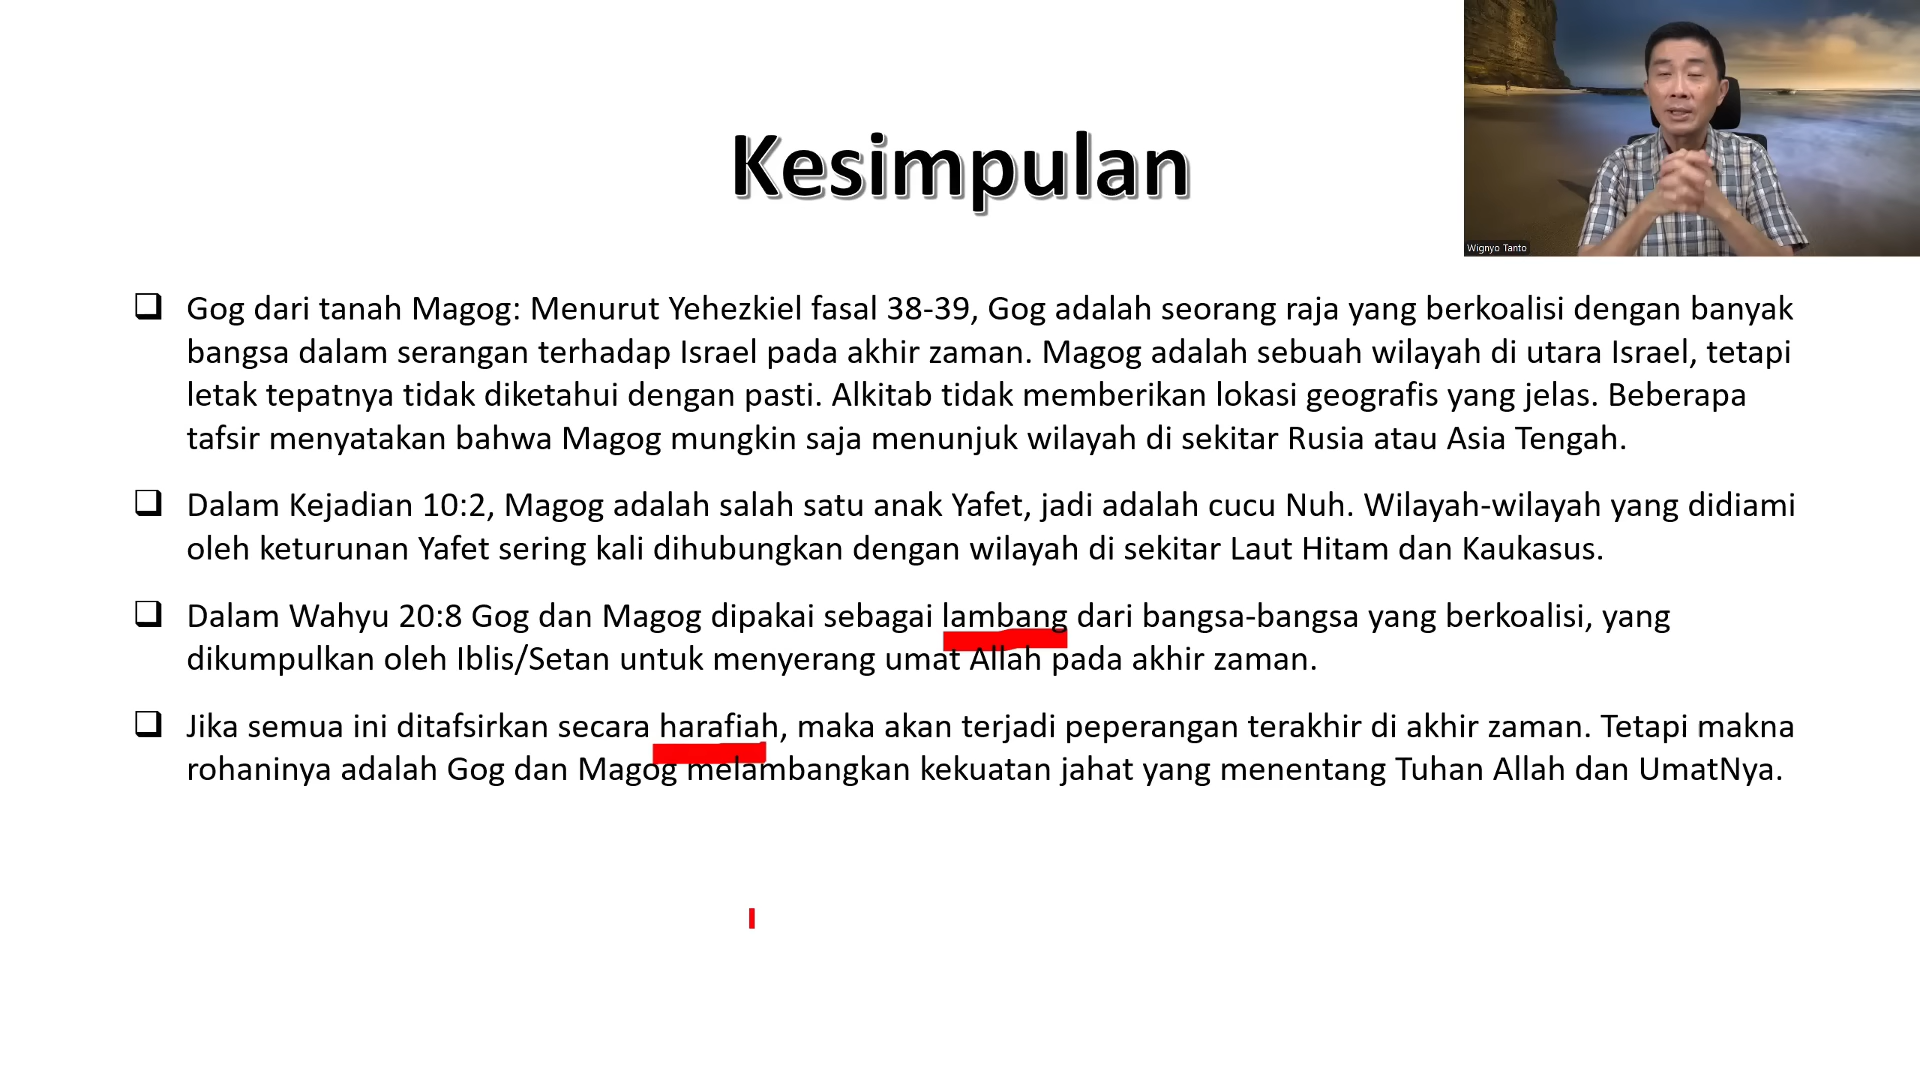 Kesimpulan
Wignyo Tanto
Gog dari tanah Magog: Menurut Yehezkiel fasal 38-39, Gog adalah seorang raja yang berkoalisi dengan banyak
bangsa dalam serangan terhadap Israel pada akhir zaman. Magog adalah sebuah wilayah di utara Israel, tetapi
letak tepatnya tidak diketahui dengan pasti. Alkitab tidak memberikan lokasi geografis yang jelas. Beberapa
tafsir menyatakan bahwa Magog mungkin saja menunjuk wilayah di sekitar Rusia atau Asia Tengah.
Dalam Kejadian 10:2, Magog adalah salah satu anak Yafet, jadi adalah cucu Nuh. Wilayah-wilayah yang didiami
oleh keturunan Yafet sering kali dihubungkan dengan wilayah di sekitar Laut Hitam dan Kaukasus.
Dalam Wahyu 20:8 Gog dan Magog dipakai sebagai lambang dari bangsa-bangsa yang berkoalisi, yang
dikumpulkan oleh Iblis/Setan untuk menyerang umat Allah pada akhir zaman.
Jika semua ini ditafsirkan secara harafiah, maka akan terjadi peperangan terakhir di akhir zaman. Tetapi makna
rohaninya adalah Gog dan Magog melambangkan kekuatan jahat yang menentang Tuhan Allah dan UmatNya.